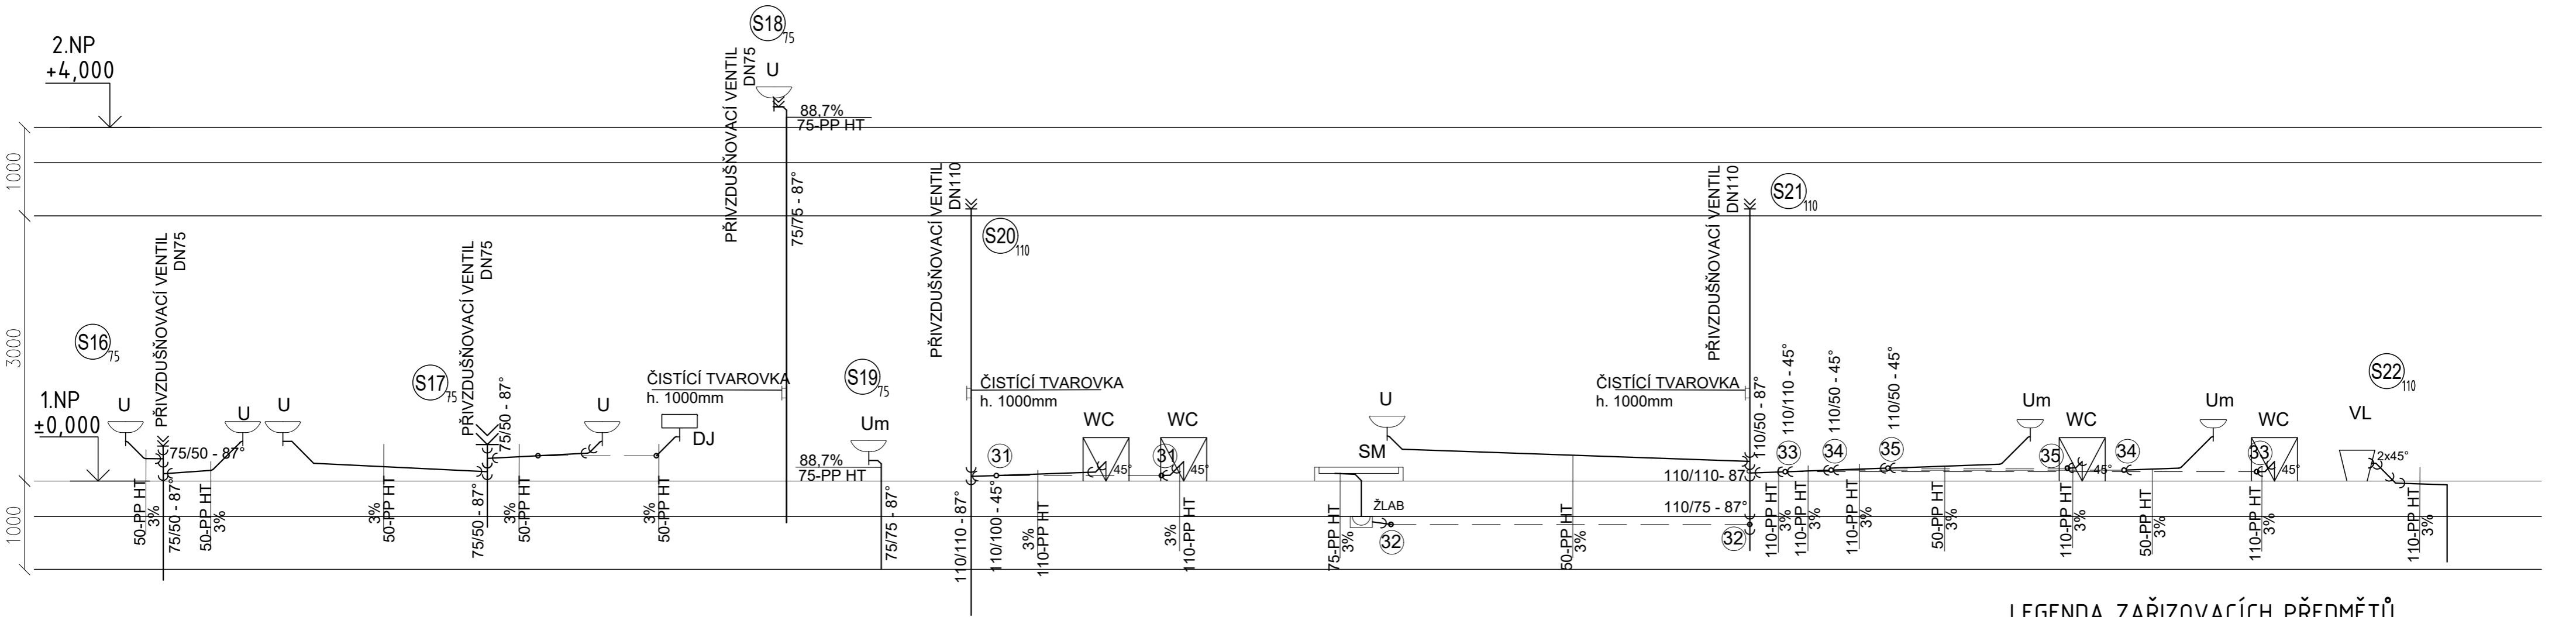 2.NP
+4,000
1000
3000
1000
1.NP
±0,000
S16
75
U
PŘIVZDUŠŇOVACÍ VENTIL
DN75
U
75/50 - 87°
50-PP HT
3%
75/50 - 87°
50-PP HT
3%
U
3%
50-PP HT
S17
75
PŘIVZDUŠŇOVACÍ VENTIL
DN75
75/50 - 87°
75/50 - 87°
3%
50-PP HT
U
DJ
3%
50-PP HT
S18
75
PŘIVZDUŠŇOVACÍ VENTIL
DN75
U
88,7%
75-PP HT
75/75 - 87°
ČISTÍCÍ TVAROVKA
h. 1000mm
S19
75
Um
88,7%
75-PP HT
75/75 - 87°
PŘIVZDUŠŇOVACÍ VENTIL
DN110
S20
110
ČISTÍCÍ TVAROVKA
h. 1000mm
31
110/110 - 87°
110/100 - 45°
3%
110-PP HT
WC
45°
31
WC
45°
3%
110-PP HT
SM
75-PP HT
3%
ŽLAB
32
U
50-PP HT
3%
PŘIVZDUŠŇOVACÍ VENTIL
DN110
S21
110
ČISTÍCÍ TVAROVKA
h. 1000mm
110/50 - 87°
110/110- 87°
110/75 - 87°
32
33
110/110 - 45°
34
110/50 - 45°
35
110/50 - 45°
110-PP HT
3%
110-PP HT
3%
110-PP HT
3%
50-PP HT
3%
Um
35
WC
45°
110-PP HT
3%
34
Um
50-PP HT
3%
33
WC
45°
110-PP HT
3%
S22
110
VL
2x45°
110-PP HT
3%
LEGENDA ZAŘIZOVACÍCH PŘEDMĚTŮ